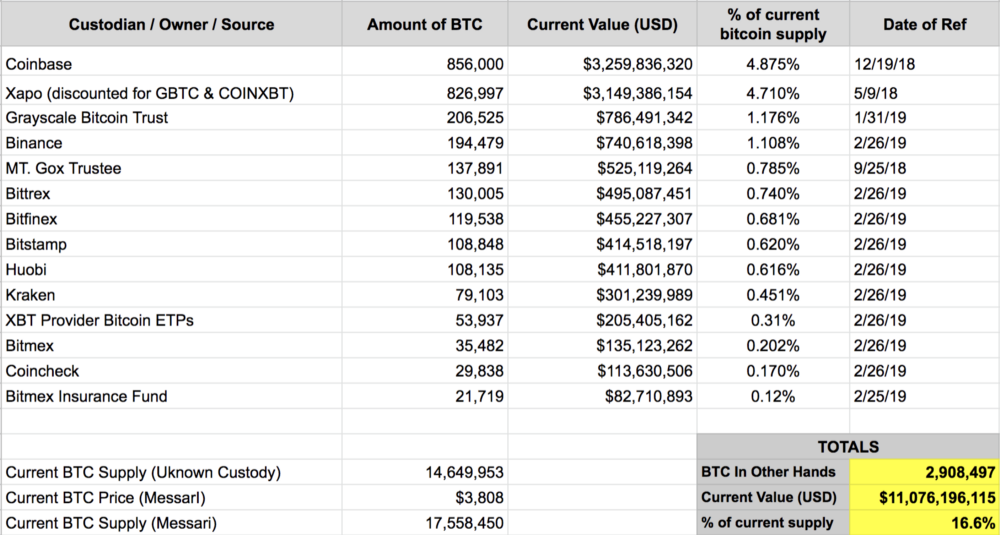 Custodian / Owner / Source Amount of BTC Current Value (USD) % of current bitcoin supply Date of Ref
Coinbase 856,000 $3,259,836,320 4.875% 12/19/18
Xapo (discounted for GBTC & COINXBT) 826,997 $3,149,386,154 4.710% 5/9/18
Grayscale Bitcoin Trust 206,525 $786,491,342 1.176% 1/31/19
Binance 194,479 $740,618,398 1.108% 2/26/19
MT. Gox Trustee 137,891 $525,119,264 0.785% 9/25/18
Bittrex 130,005 $495,087,451 0.740% 2/26/19
Bitfinex 119,538 $455,227,307 0.681% 2/26/19
Bitstamp 108,848 $414,518,197 0.620% 2/26/19
Huobi 108,135 $411,801,870 0.616% 2/26/19
Kraken 79,103 $301,239,989 0.451% 2/26/19
XBT Provider Bitcoin ETPs 53,937 $205,405,162 0.31% 2/26/19
Bitmex 35,482 $135,123,262 0.202% 2/26/19
Coincheck 29,838 $113,630,506 0.170% 2/26/19
Bitmex Insurance Fund 21,719 $82,710,893 0.12% 2/25/19
TOTALS
Current BTC Supply (Uknown Custody) 14,649,953 BTC In Other Hands 2,908,497
Current BTC Price (Messarl) $3,808 Current Value (USD) $11,076,196,115
Current BTC Supply (Messari) 17,558,450 % of current supply 16.6%